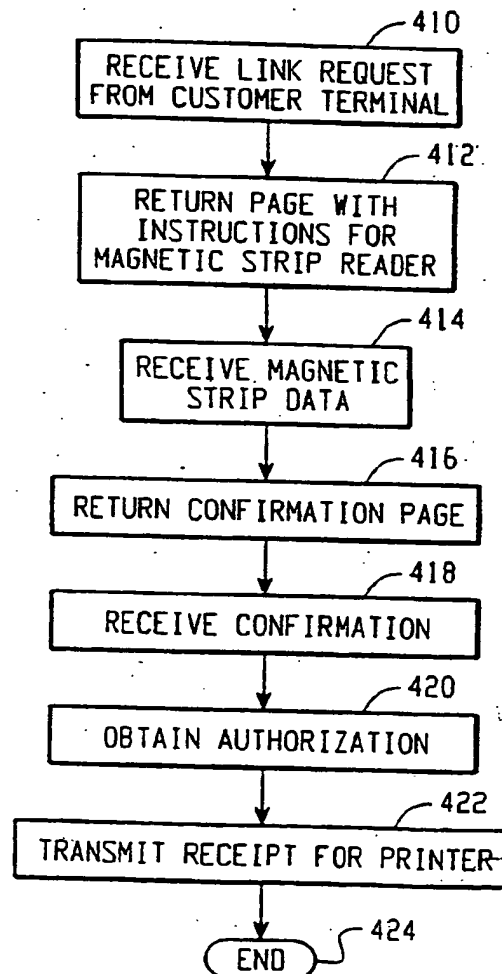 410
RECEIVE LINK REQUEST
FROM CUSTOMER TERMINAL
412
RETURN PAGE WITH
INSTRUCTIONS FOR
MAGNETIC STRIP READER
414
RECEIVE MAGNETIC
STRIP DATA
416
RETURN CONFIRMATION PAGE
418
RECEIVE CONFIRMATION
420
OBTAIN AUTHORIZATION
422
TRANSMIT RECEIPT FOR PRINTER
424
END